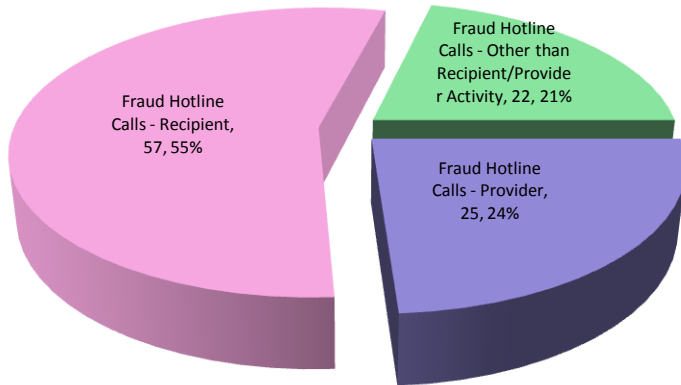 Fraud Hotline
Calls - Other than
Recipient/Provide
r Activity, 22, 21%
Fraud Hotline
Calls - Recipient,
57, 55%
Fraud Hotline
Calls - Provider,
25, 24%